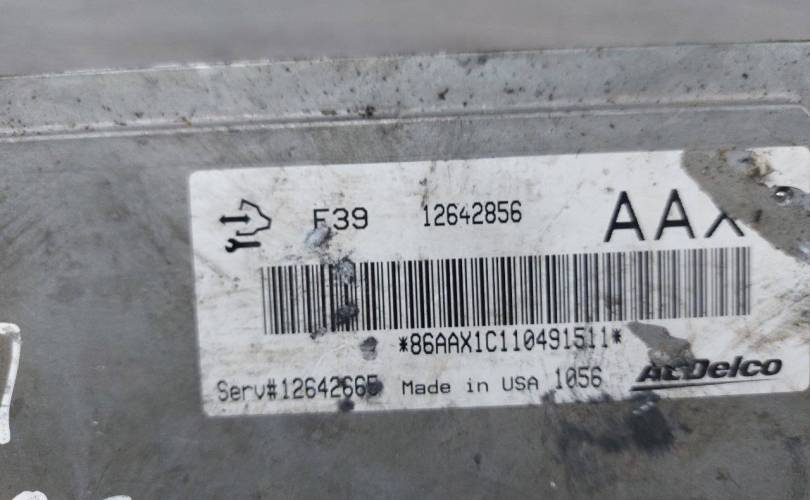 E39 12642856 AAX
*86AAX1C110491511*
Serv#12642665 Made in USA 1056 ACDelco